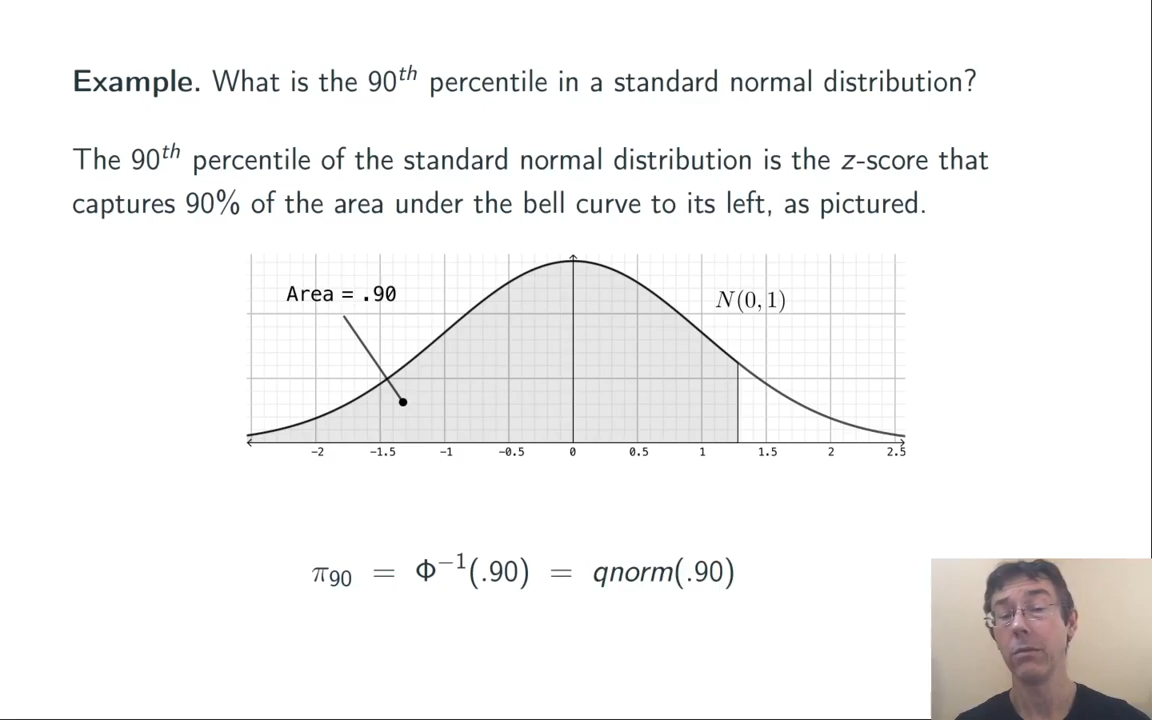 Example. What is the 90th percentile in a standard normal distribution?
The 90th percentile of the standard normal distribution is the z-score that
captures 90% of the area under the bell curve to its left, as pictured.
Area = .90
N(0, 1)
−2 −1.5 −1 −0.5 0 0.5 1 1.5 2 2.5
π90 = Φ−1(.90) = qnorm(.90)